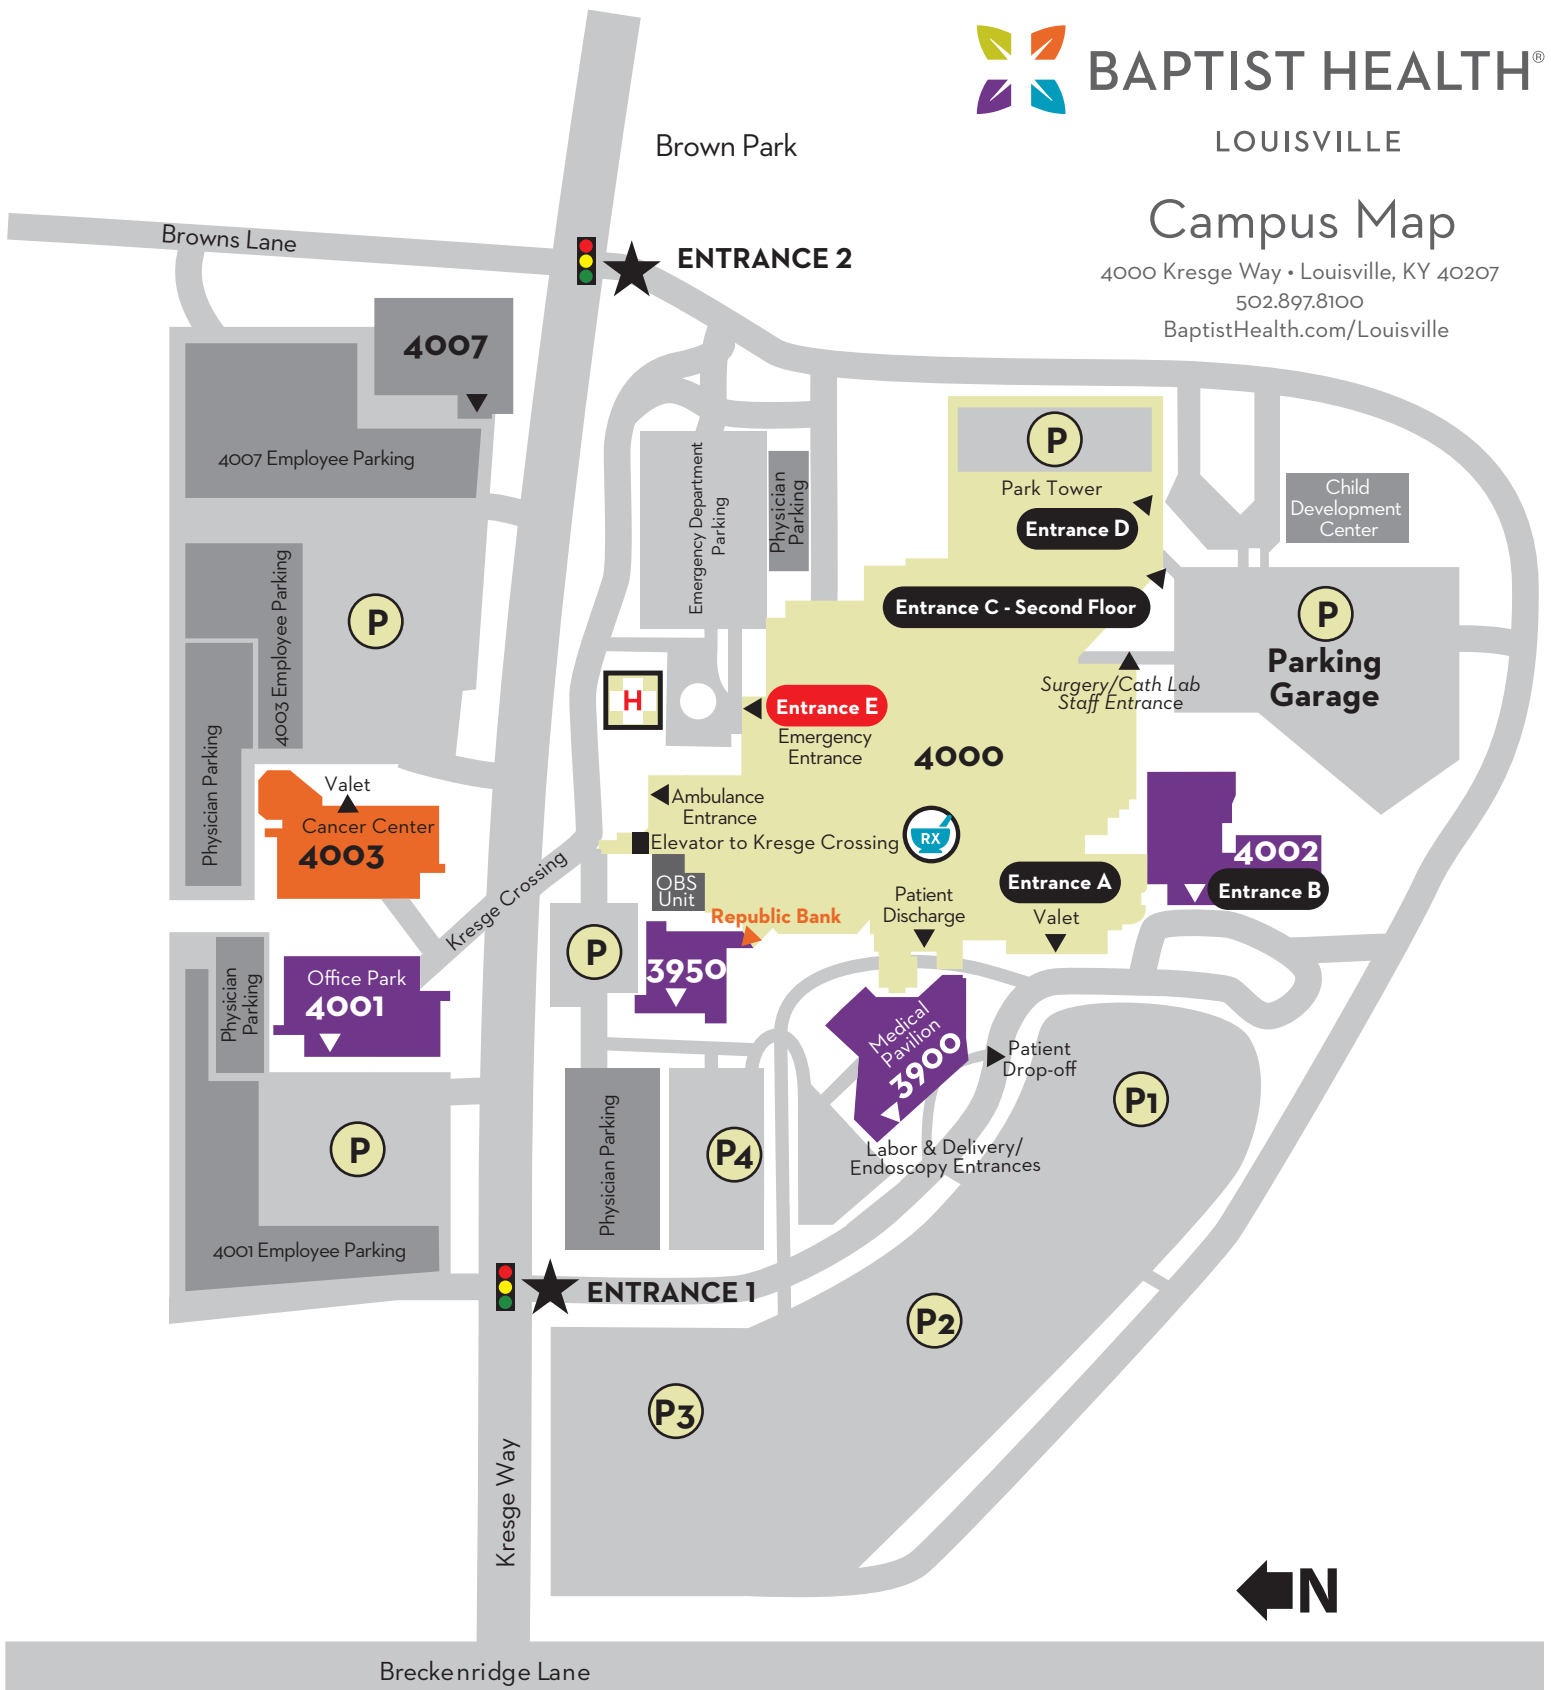 BAPTIST HEALTH®
LOUISVILLE
Campus Map
4000 Kresge Way • Louisville, KY 40207
502.897.8100
BaptistHealth.com/Louisville
Brown Park
Browns Lane
ENTRANCE 2
4007
4007 Employee Parking
Emergency Department
Parking
Physician
Parking
P
Park Tower
Entrance D
Child
Development
Center
4003 Employee Parking
P
Entrance C - Second Floor
P
Parking
Garage
Surgery/Cath Lab
Staff Entrance
H
Entrance E
Emergency
Entrance
4000
Physician Parking
Valet
Cancer Center
4003
Ambulance
Entrance
Elevator to Kresge Crossing
RX
OBS
Unit
Kresge Crossing
Republic Bank
Patient
Discharge
Entrance A
Valet
4002
Entrance B
Physician
Parking
Office Park
4001
P
3950
Medical
Pavilion
3900
Patient
Drop-off
P1
P
Physician Parking
P4
Labor & Delivery/
Endoscopy Entrances
4001 Employee Parking
ENTRANCE 1
P2
P3
Kresge Way
N
Breckenridge Lane